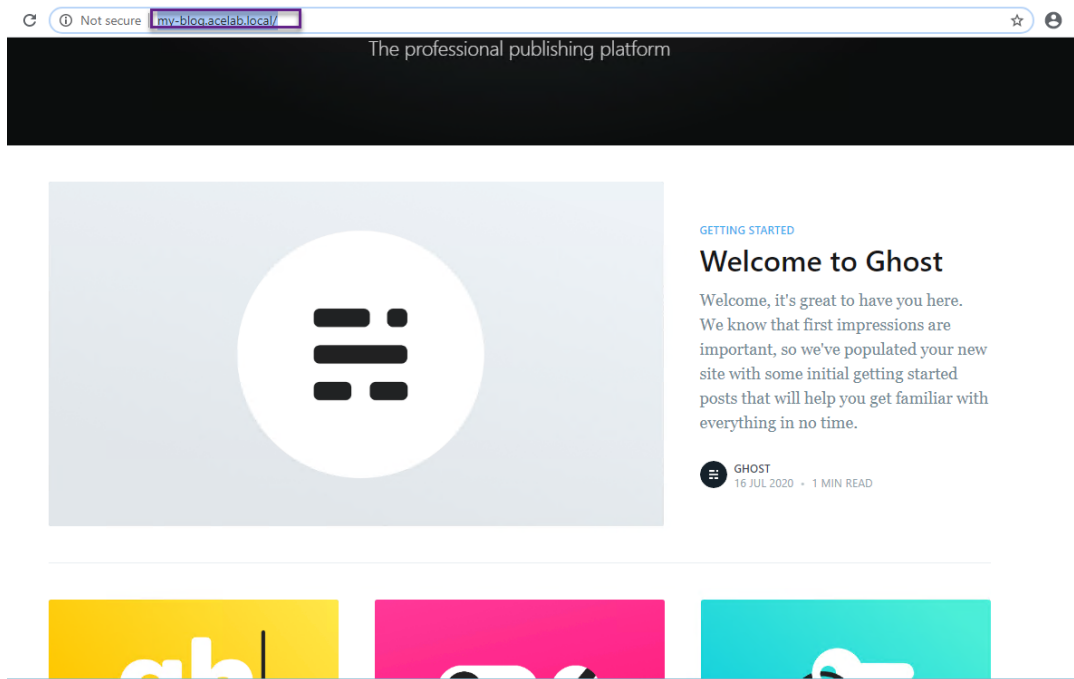 Not secure
my-blog.acelab.local/
The professional publishing platform
GETTING STARTED
Welcome to Ghost
Welcome, it's great to have you here.
We know that first impressions are
important, so we've populated your new
site with some initial getting started
posts that will help you get familiar with
everything in no time.
GHOST
16 JUL 2020 • 1 MIN READ